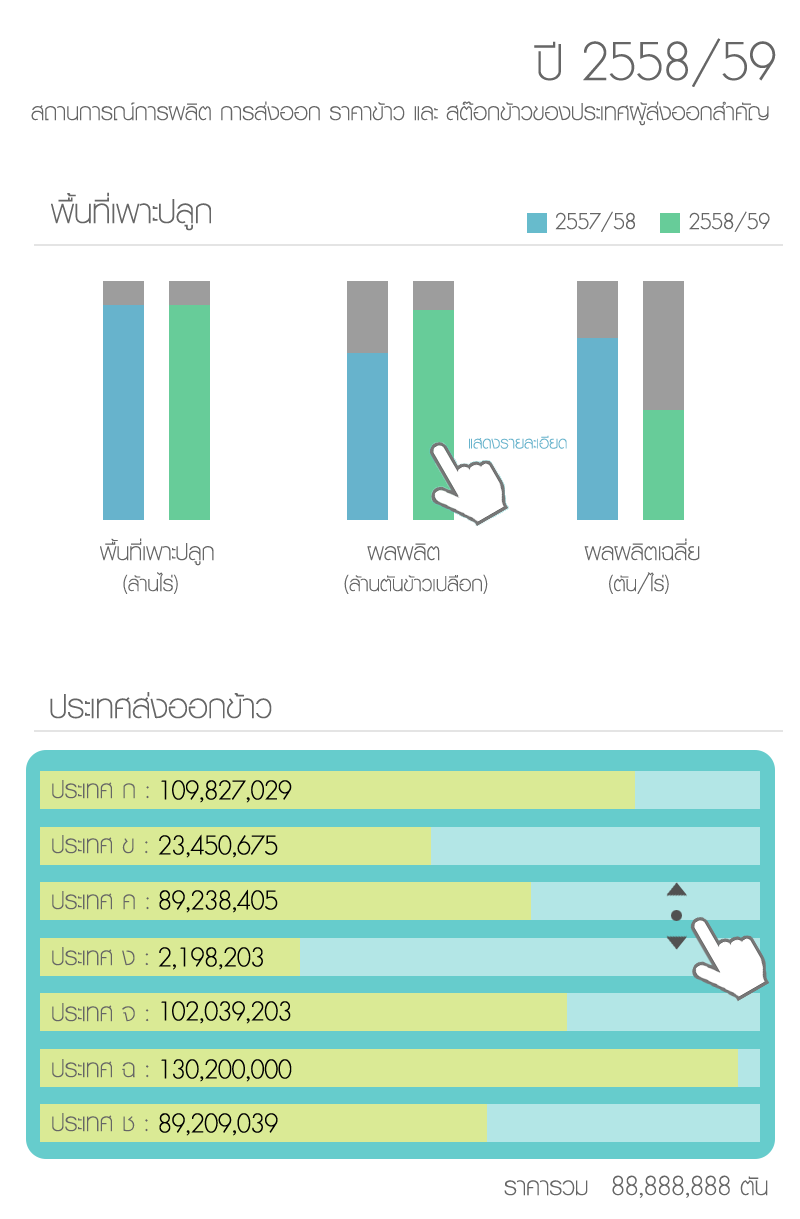 ปี 2558/59
สถานการณ์การผลิต การส่งออก ราคาข้าว และ สต๊อกข้าวของประเทศผู้ส่งออกสำคัญ
พื้นที่เพาะปลูก
2557/58 2558/59
แสดงรายละเอียด
พื้นที่เพาะปลูก ผลผลิต ผลผลิตเฉลี่ย
(ล้านไร่) (ล้านตันข้าวเปลือก) (ตัน/ไร่)
ประเทศส่งออกข้าว
ประเทศ ก : 109,827,029
ประเทศ ข : 23,450,675
ประเทศ ค : 89,238,405
ประเทศ ง : 2,198,203
ประเทศ จ : 102,039,203
ประเทศ ฉ : 130,200,000
ประเทศ ช : 89,209,039
ราคารวม 88,888,888 ตัน